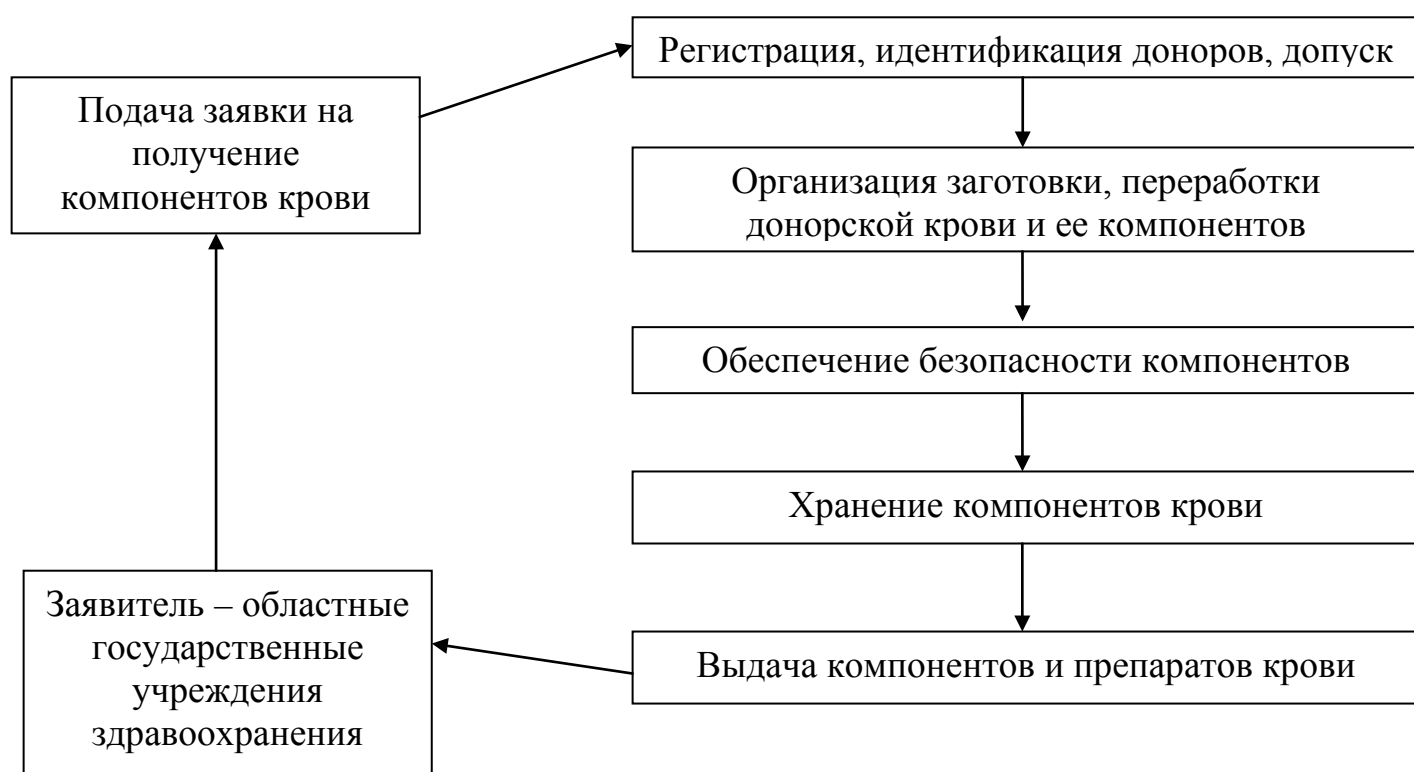 Регистрация, идентификация доноров, допуск
Подача заявки на
получение
компонентов крови
Организация заготовки, переработки
донорской крови и ее компонентов
Обеспечение безопасности компонентов
Хранение компонентов крови
Заявитель – областные
государственные
учреждения
здравоохранения
Выдача компонентов и препаратов крови